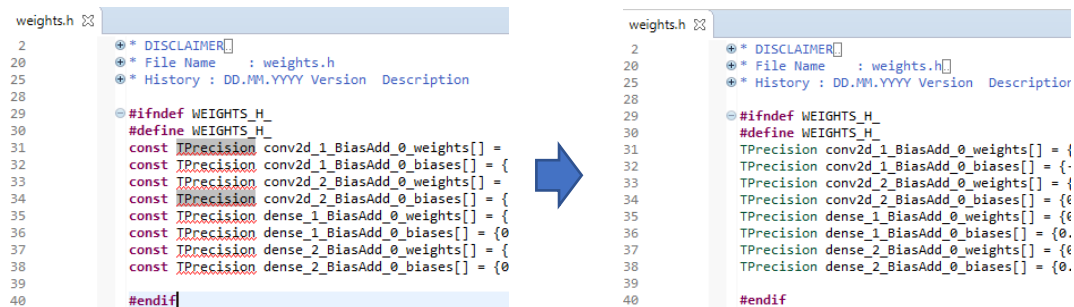 weights.h
2 * DISCLAIMER
20 * File Name : weights.h
25 * History : DD.MM.YYYY Version Description
28
29 #ifndef WEIGHTS_H_
30 #define WEIGHTS_H_
31 const TPrecision conv2d_1_BiasAdd_0_weights[] =
32 const TPrecision conv2d_1_BiasAdd_0_biases[] = {
33 const TPrecision conv2d_2_BiasAdd_0_weights[] =
34 const TPrecision conv2d_2_BiasAdd_0_biases[] = {
35 const TPrecision dense_1_BiasAdd_0_weights[] = {
36 const TPrecision dense_1_BiasAdd_0_biases[] = {0
37 const TPrecision dense_2_BiasAdd_0_weights[] = {
38 const TPrecision dense_2_BiasAdd_0_biases[] = {0
39
40 #endif
weights.h
2 * DISCLAIMER
20 * File Name : weights.h
25 * History : DD.MM.YYYY Version Description
28
29 #ifndef WEIGHTS_H_
30 #define WEIGHTS_H_
31 TPrecision conv2d_1_BiasAdd_0_weights[] = {
32 TPrecision conv2d_1_BiasAdd_0_biases[] = {-
33 TPrecision conv2d_2_BiasAdd_0_weights[] = {
34 TPrecision conv2d_2_BiasAdd_0_biases[] = {0
35 TPrecision dense_1_BiasAdd_0_weights[] = {0
36 TPrecision dense_1_BiasAdd_0_biases[] = {0.
37 TPrecision dense_2_BiasAdd_0_weights[] = {0
38 TPrecision dense_2_BiasAdd_0_biases[] = {0.
39
40 #endif